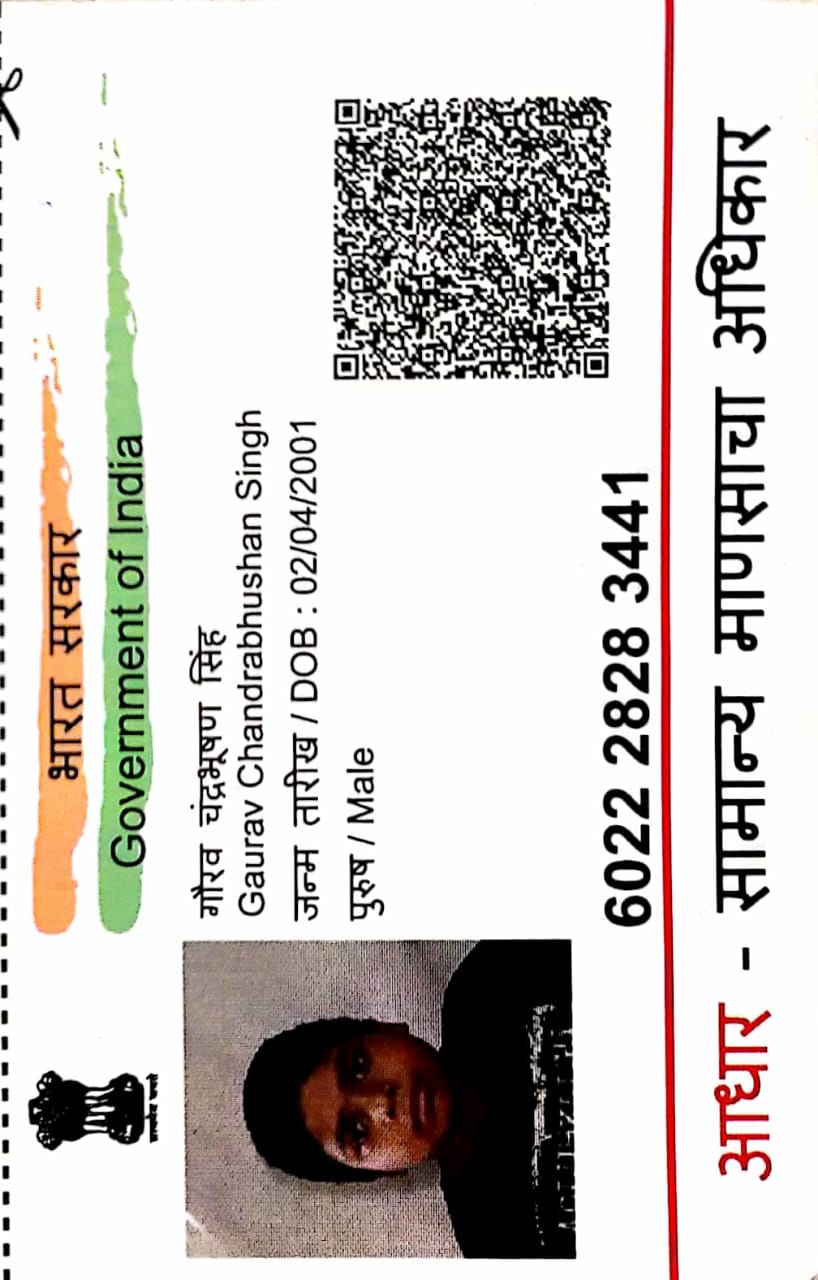 भारत सरकार
Government of India
गौरव चंद्रभूषण सिंह
Gaurav Chandrabhushan Singh
जन्म तारीख / DOB : 02/04/2001
पुरुष / Male
6022 2828 3441
आधार - सामान्य माणसाचा अधिकार